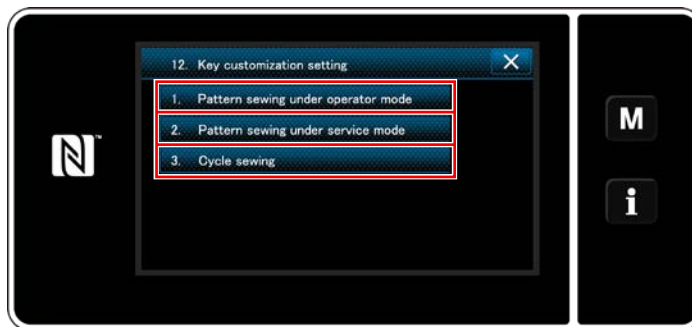 12. Key customization setting
1. Pattern sewing under operator mode
2. Pattern sewing under service mode
3. Cycle sewing
M
i